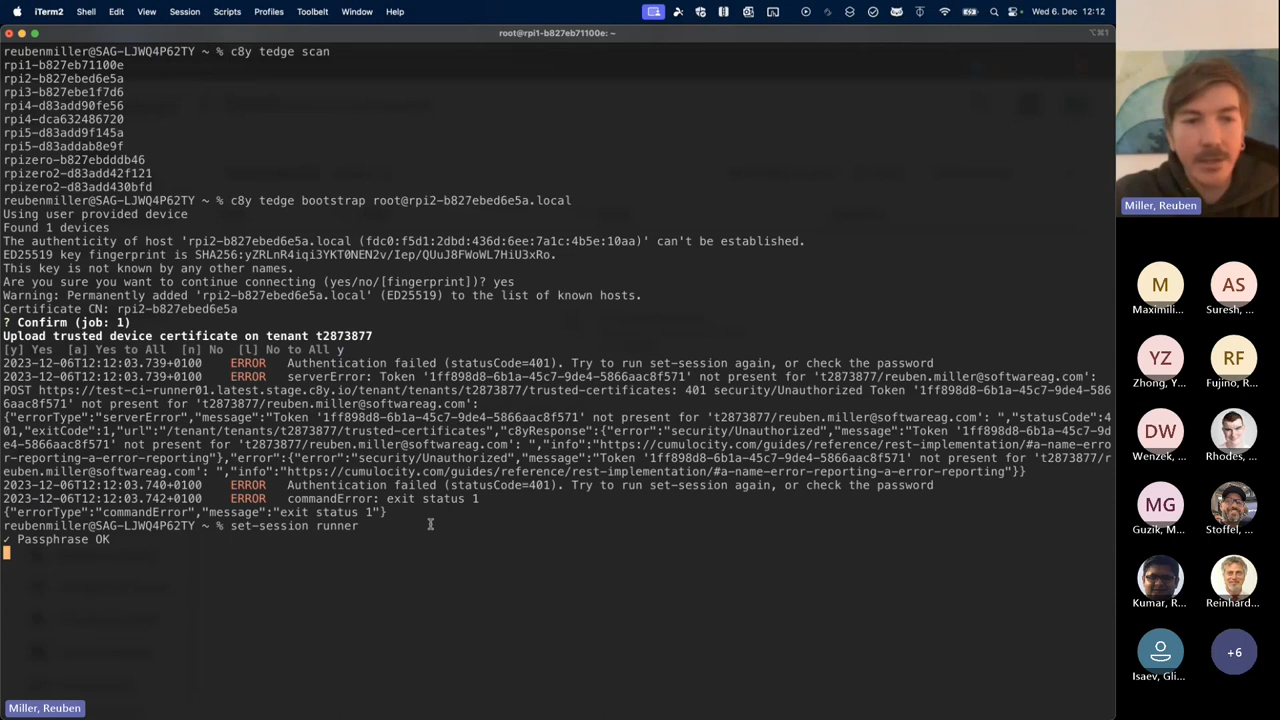 iTerm2 Shell Edit View Session Scripts Profiles Toolbelt Window Help Wed 6. Dec 12:12
root@rpi1-b827eb71100e: ~ ⌥⌘1
reubenmiller@SAG-LJWQ4P62TY ~ % c8y tedge scan
rpi1-b827eb71100e
rpi2-b827ebed6e5a
rpi3-b827ebe1f7d6
rpi4-d83add90fe56
rpi4-dca632486720
rpi5-d83add9f145a
rpi5-d83addab8e9f
rpizero-b827ebdddb46
rpizero2-d83add42f121
rpizero2-d83add430bfd
reubenmiller@SAG-LJWQ4P62TY ~ % c8y tedge bootstrap root@rpi2-b827ebed6e5a.local
Using user provided device
Found 1 devices
The authenticity of host 'rpi2-b827ebed6e5a.local (fdc0:f5d1:2dbd:436d:6ee:7a1c:4b5e:10aa)' can't be established.
ED25519 key fingerprint is SHA256:yZRLnR4iqi3YKT0NEN2v/Iep/QUuJ8FWoWL7HiU3xRo.
This key is not known by any other names.
Are you sure you want to continue connecting (yes/no/[fingerprint])? yes
Warning: Permanently added 'rpi2-b827ebed6e5a.local' (ED25519) to the list of known hosts.
Certificate CN: rpi2-b827ebed6e5a
? Confirm (job: 1)
Upload trusted device certificate on tenant t2873877
[y] Yes [a] Yes to All [n] No [l] No to All y
2023-12-06T12:12:03.739+0100 ERROR Authentication failed (statusCode=401). Try to run set-session again, or check the password
2023-12-06T12:12:03.739+0100 ERROR serverError: Token '1ff898d8-6b1a-45c7-9de4-5866aac8f571' not present for 't2873877/reuben.miller@softwareag.com':
POST https://test-ci-runner01.latest.stage.c8y.io/tenant/tenants/t2873877/trusted-certificates: 401 security/Unauthorized Token '1ff898d8-6b1a-45c7-9de4-586
6aac8f571' not present for 't2873877/reuben.miller@softwareag.com':
{"errorType":"serverError","message":"Token '1ff898d8-6b1a-45c7-9de4-5866aac8f571' not present for 't2873877/reuben.miller@softwareag.com': ","statusCode":4
01,"exitCode":1,"url":"/tenant/tenants/t2873877/trusted-certificates","c8yResponse":{"error":"security/Unauthorized","message":"Token '1ff898d8-6b1a-45c7-9d
e4-5866aac8f571' not present for 't2873877/reuben.miller@softwareag.com': ","info":"https://cumulocity.com/guides/reference/rest-implementation/#a-name-erro
r-reporting-a-error-reporting"},"error":{"error":"security/Unauthorized","message":"Token '1ff898d8-6b1a-45c7-9de4-5866aac8f571' not present for 't2873877/r
euben.miller@softwareag.com': ","info":"https://cumulocity.com/guides/reference/rest-implementation/#a-name-error-reporting-a-error-reporting"}}
2023-12-06T12:12:03.740+0100 ERROR Authentication failed (statusCode=401). Try to run set-session again, or check the password
2023-12-06T12:12:03.742+0100 ERROR commandError: exit status 1
{"errorType":"commandError","message":"exit status 1"}
reubenmiller@SAG-LJWQ4P62TY ~ % set-session runner
✓ Passphrase OK
Miller, Reuben
Miller, Reuben
M AS
Maximili... Suresh, ...
YZ RF
Zhong, Y... Fujino, R...
DW
Wenzek, ... Rhodes, ...
MG
Guzik, M... Stoffel, ...
Kumar, R... Reinhard...
+6
Isaev, Gli...